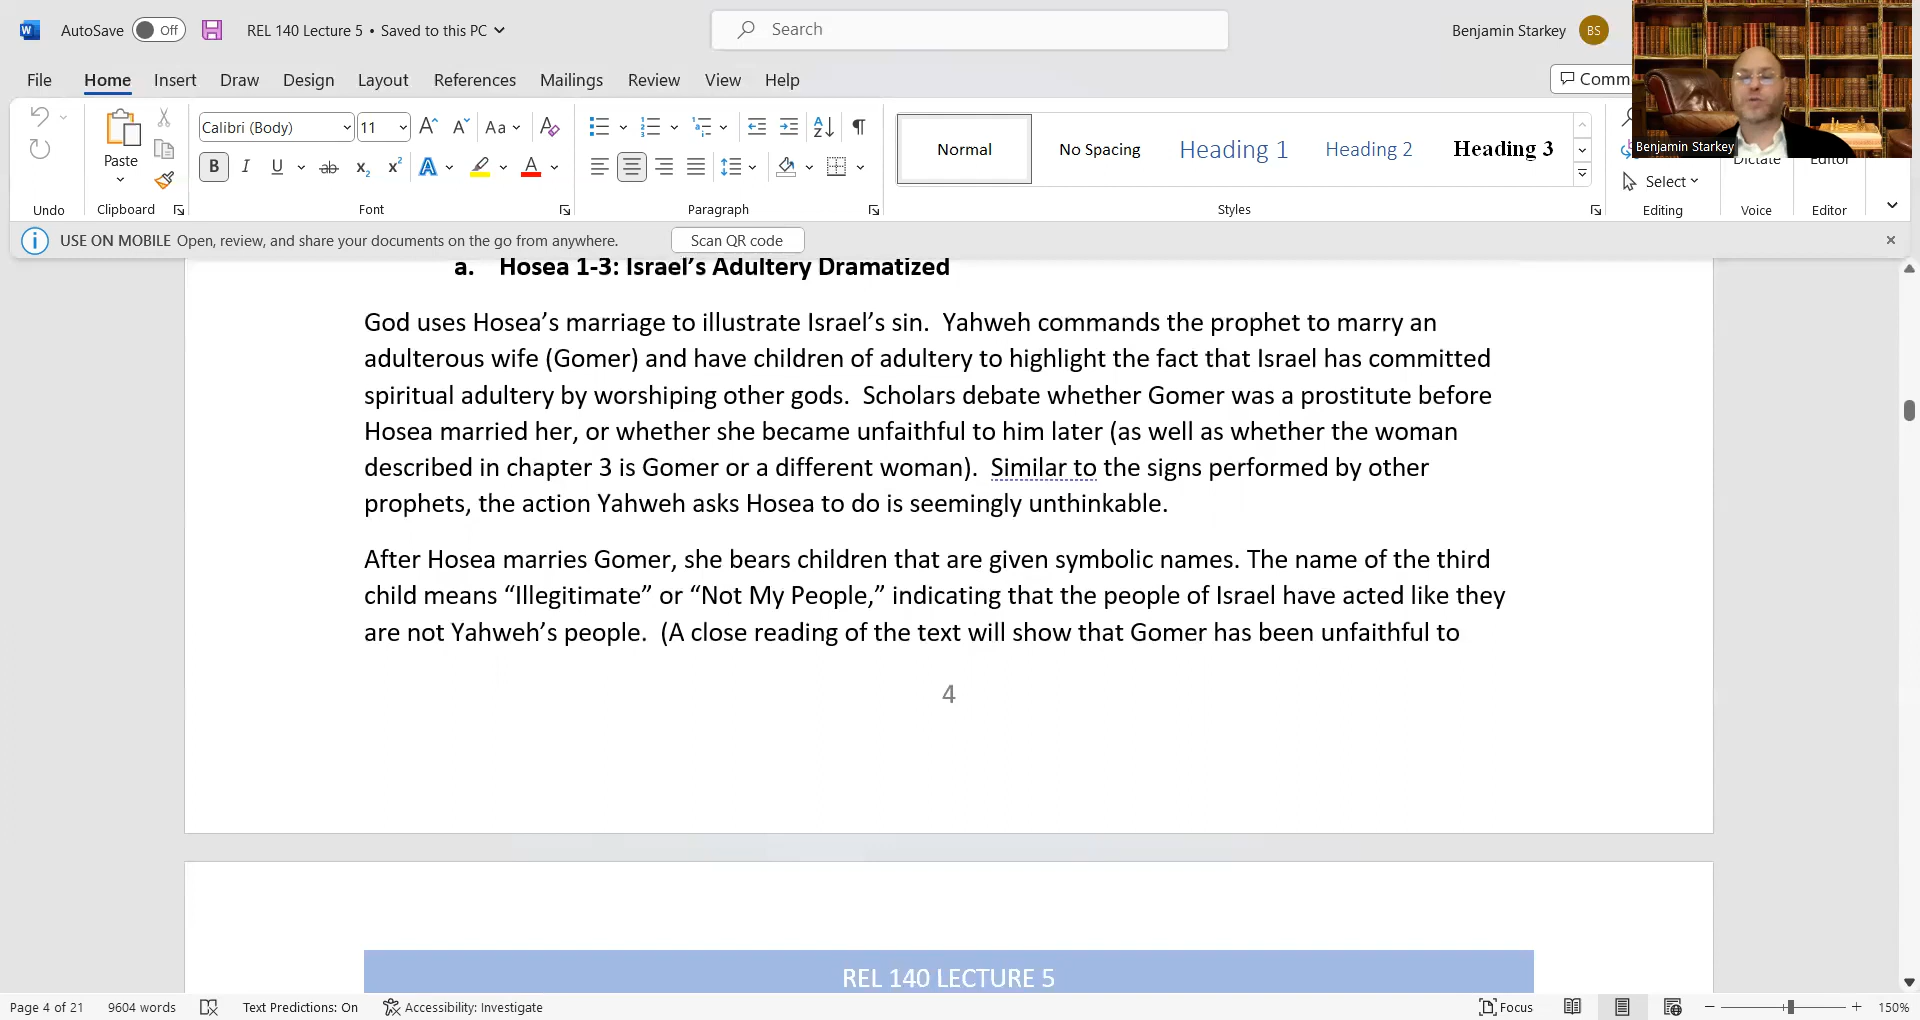 AutoSave Off REL 140 Lecture 5 • Saved to this PC Search Benjamin Starkey BS
File Home Insert Draw Design Layout References Mailings Review View Help Comm
Benjamin Starkey
Paste Calibri (Body) 11 Aa Normal No Spacing Heading 1 Heading 2 Heading 3 Dictate Editor
Select
Undo Clipboard Font Paragraph Styles Editing Voice Editor
USE ON MOBILE Open, review, and share your documents on the go from anywhere. Scan QR code
a. Hosea 1-3: Israel’s Adultery Dramatized
God uses Hosea’s marriage to illustrate Israel’s sin.  Yahweh commands the prophet to marry an
adulterous wife (Gomer) and have children of adultery to highlight the fact that Israel has committed
spiritual adultery by worshiping other gods.  Scholars debate whether Gomer was a prostitute before
Hosea married her, or whether she became unfaithful to him later (as well as whether the woman
described in chapter 3 is Gomer or a different woman).  Similar to the signs performed by other
prophets, the action Yahweh asks Hosea to do is seemingly unthinkable.
After Hosea marries Gomer, she bears children that are given symbolic names. The name of the third
child means “Illegitimate” or “Not My People,” indicating that the people of Israel have acted like they
are not Yahweh’s people.  (A close reading of the text will show that Gomer has been unfaithful to
4
REL 140 LECTURE 5
Page 4 of 21 9604 words Text Predictions: On Accessibility: Investigate Focus 150%